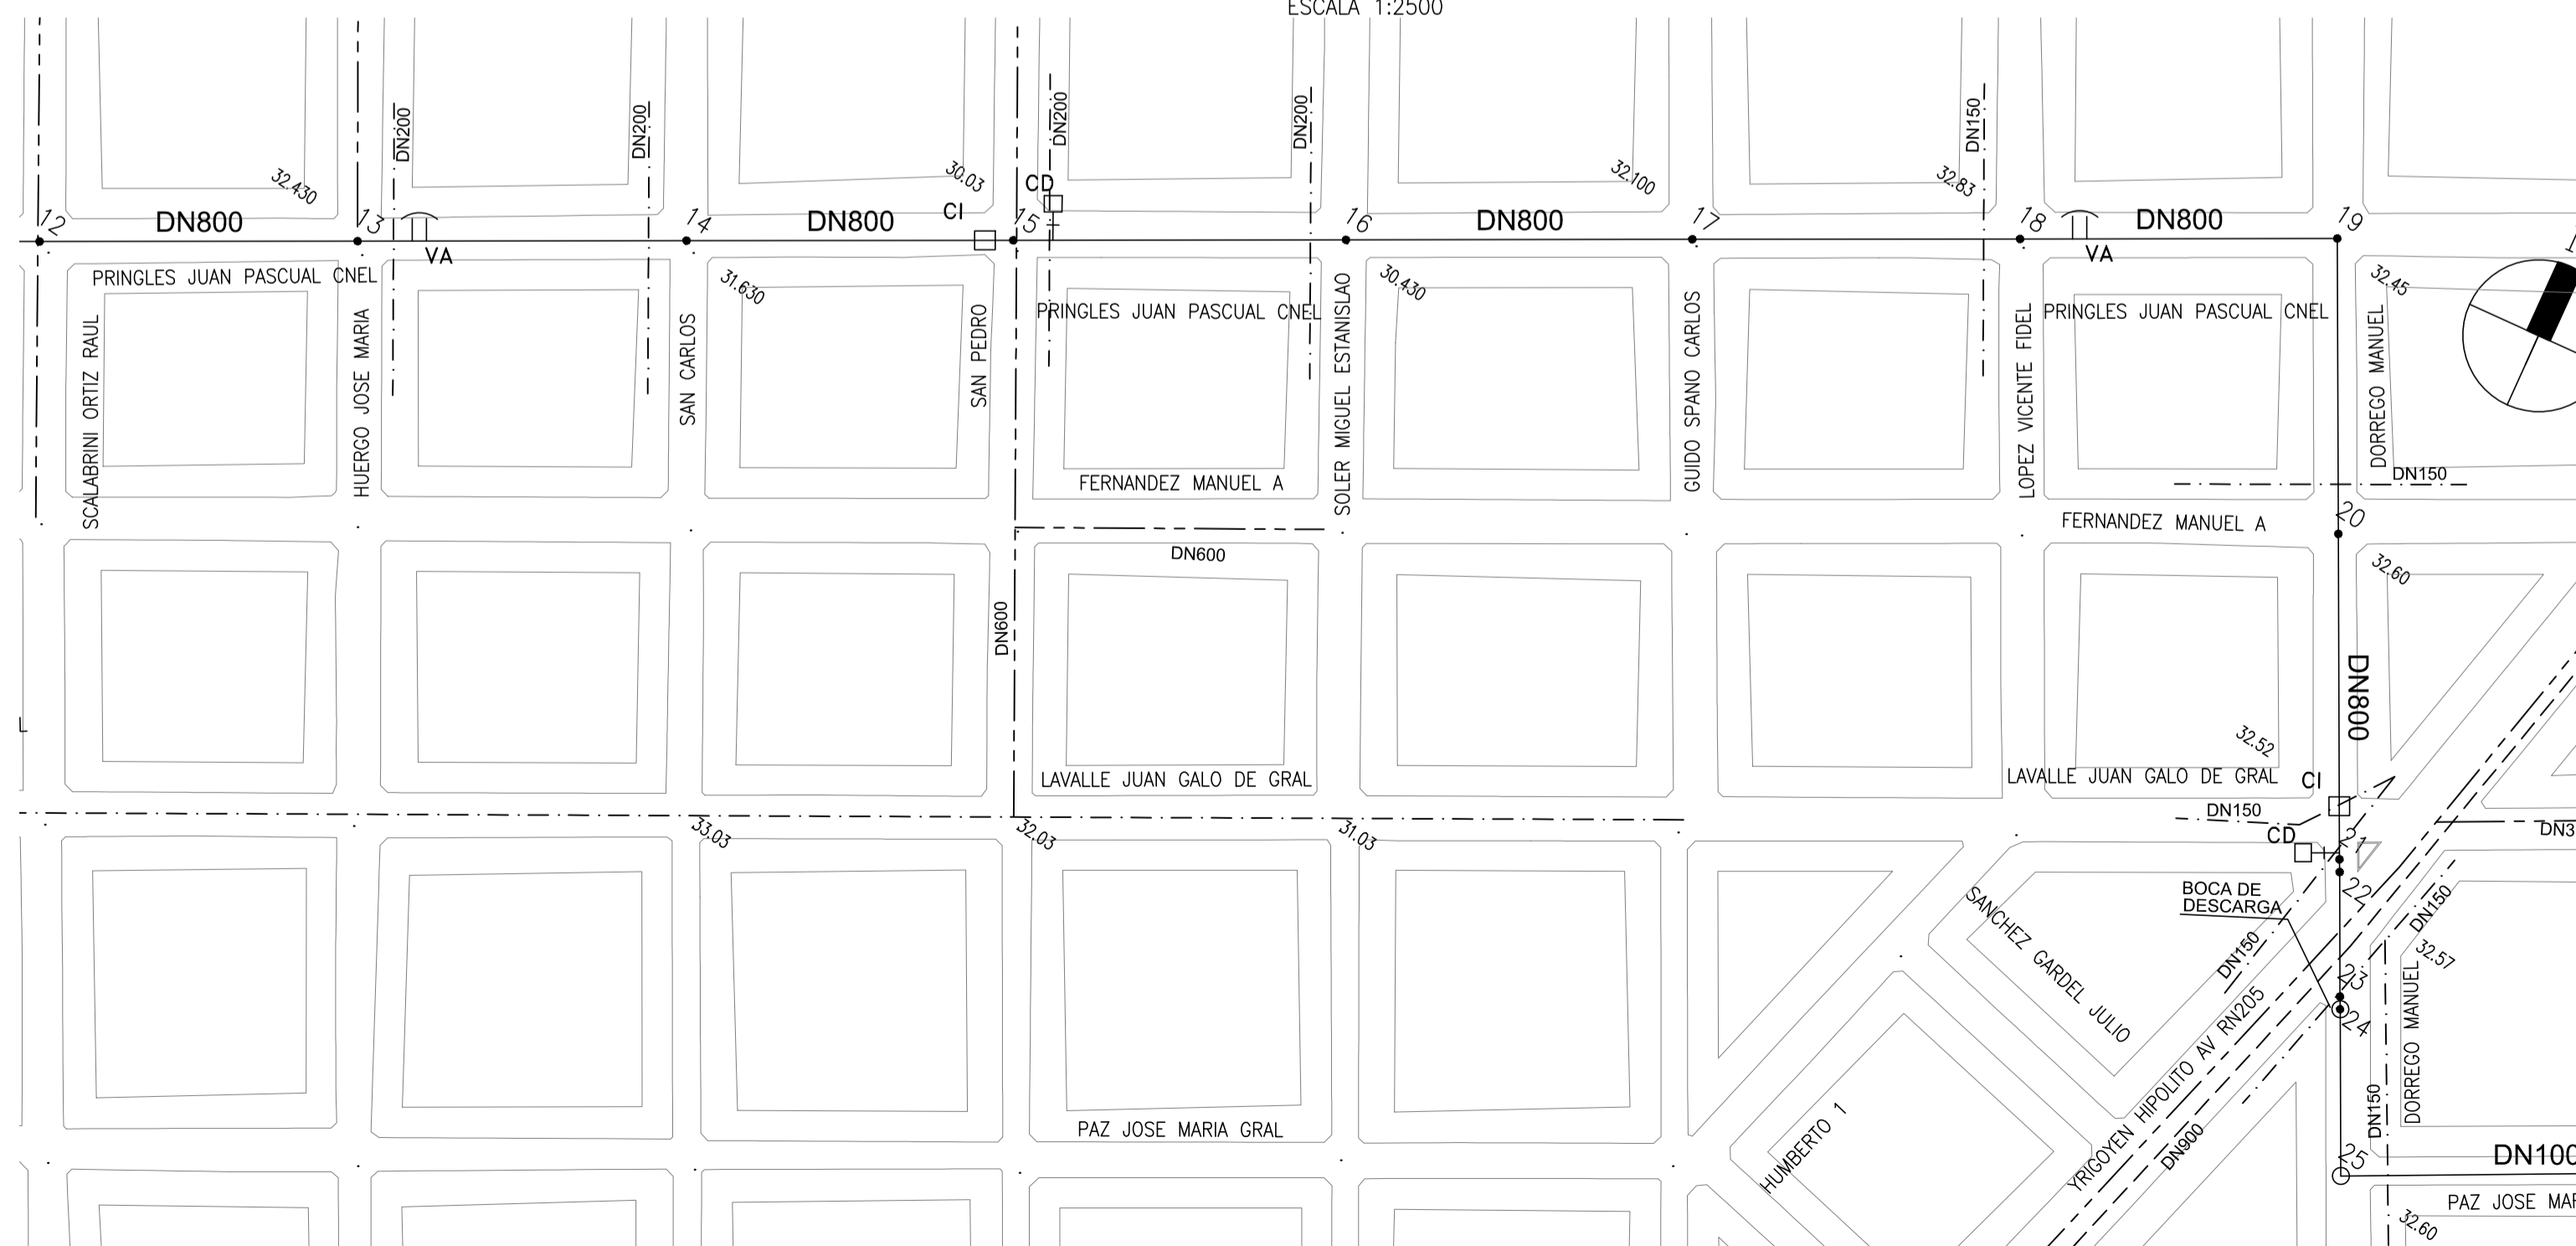 ESCALA 1:2500
DN200
DN200
DN200
DN200
DN150
32.430
30.03
32.100
32.83
CD
CI
12
DN800
13
14
DN800
15
16
DN800
17
18
DN800
19
VA
VA
PRINGLES JUAN PASCUAL CNEL
31.630
30.430
32.45
PRINGLES JUAN PASCUAL CNEL
PRINGLES JUAN PASCUAL CNEL
SCALABRINI ORTIZ RAUL
HUERGO JOSE MARIA
SAN CARLOS
SAN PEDRO
SOLER MIGUEL ESTANISLAO
GUIDO SPANO CARLOS
LOPEZ VICENTE FIDEL
DORREGO MANUEL
DN150
FERNANDEZ MANUEL A
FERNANDEZ MANUEL A
20
DN600
32.60
DN600
DN800
L
32.52
LAVALLE JUAN GALO DE GRAL
LAVALLE JUAN GALO DE GRAL
CI
DN150
33.03
32.03
31.03
CD
21
DN3
22
BOCA DE
DESCARGA
DN150
DN150
32.57
SANCHEZ GARDEL JULIO
23
24
YRIGOYEN HIPOLITO AV RN205
DORREGO MANUEL
DN150
HUMBERTO 1
DN900
PAZ JOSE MARIA GRAL
25
DN100
PAZ JOSE MAR
32.60